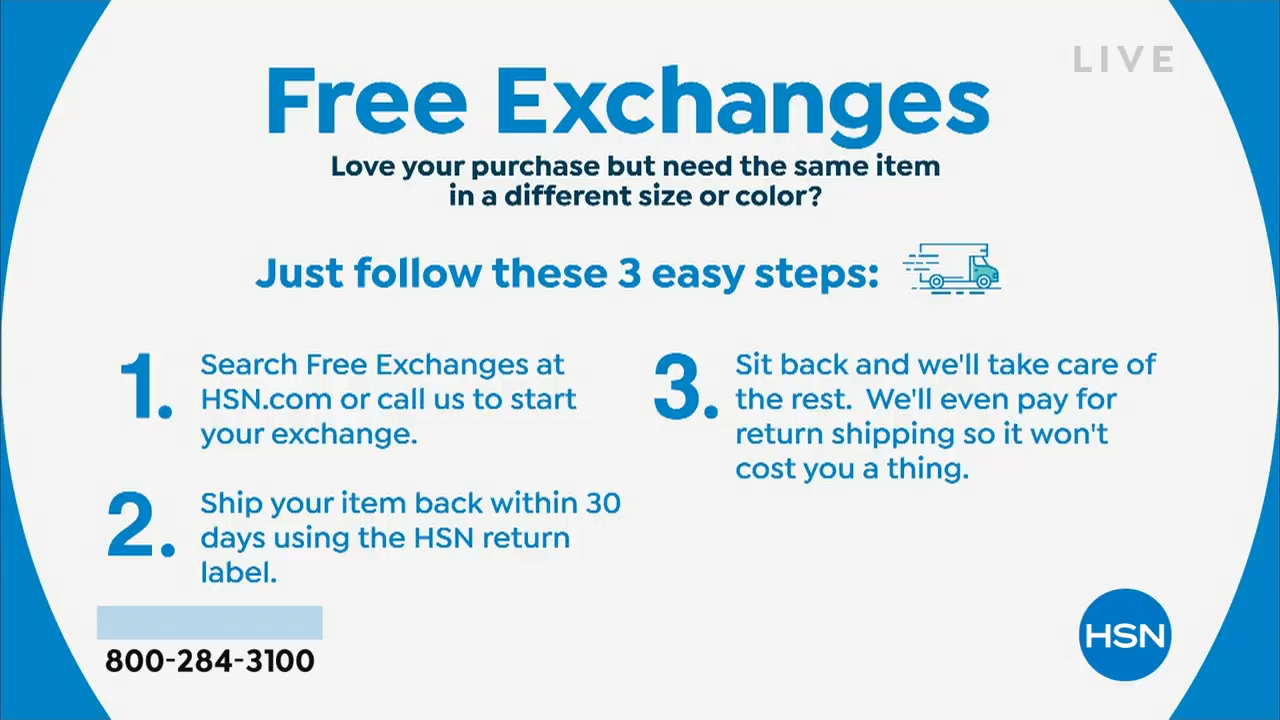 LIVE
Free Exchanges
Love your purchase but need the same item
in a different size or color?
Just follow these 3 easy steps:
1. Search Free Exchanges at
HSN.com or call us to start
your exchange.
2. Ship your item back within 30
days using the HSN return
label.
3. Sit back and we'll take care of
the rest. We'll even pay for
return shipping so it won't
cost you a thing.
800-284-3100
HSN